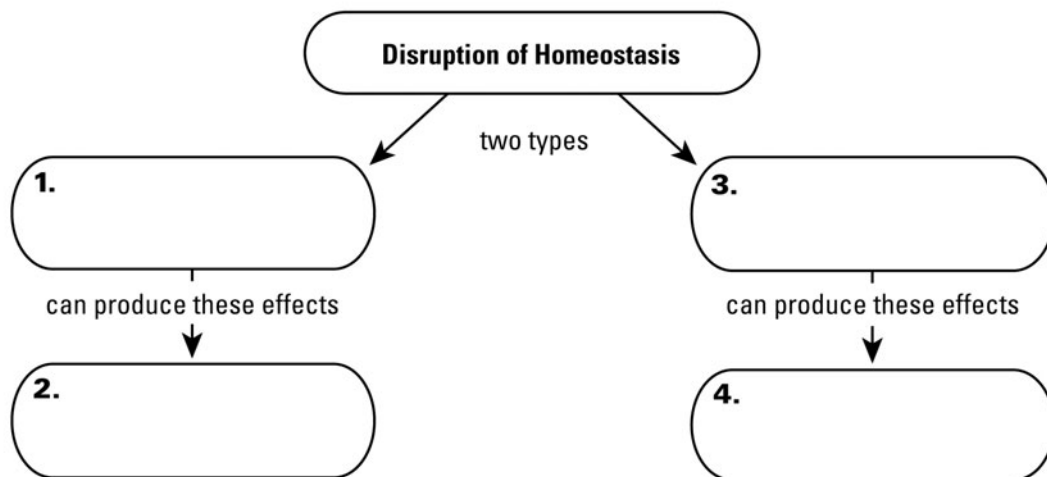 Disruption of Homeostasis
two types
1.
3.
can produce these effects
can produce these effects
2.
4.